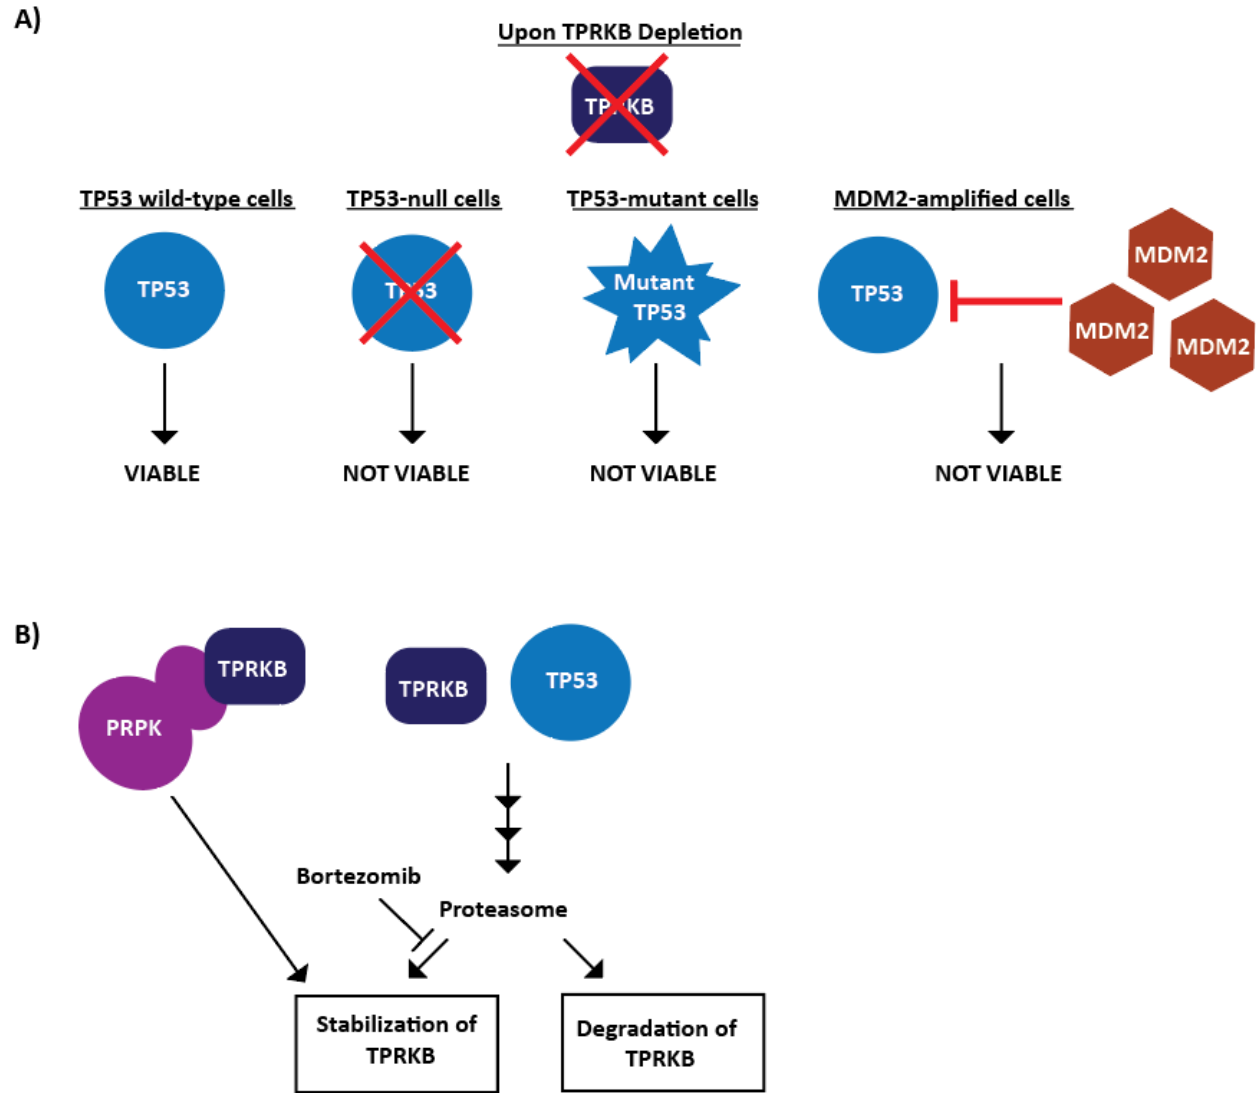 A)
Upon TPRKB Depletion
TPRKB
TP53 wild-type cells
TP53-null cells
TP53-mutant cells
MDM2-amplified cells
TP53
TP53
Mutant
TP53
TP53
MDM2
MDM2
MDM2
VIABLE
NOT VIABLE
NOT VIABLE
NOT VIABLE
B)
PRPK
TPRKB
TPRKB
TP53
Bortezomib
Proteasome
Stabilization of
TPRKB
Degradation of
TPRKB